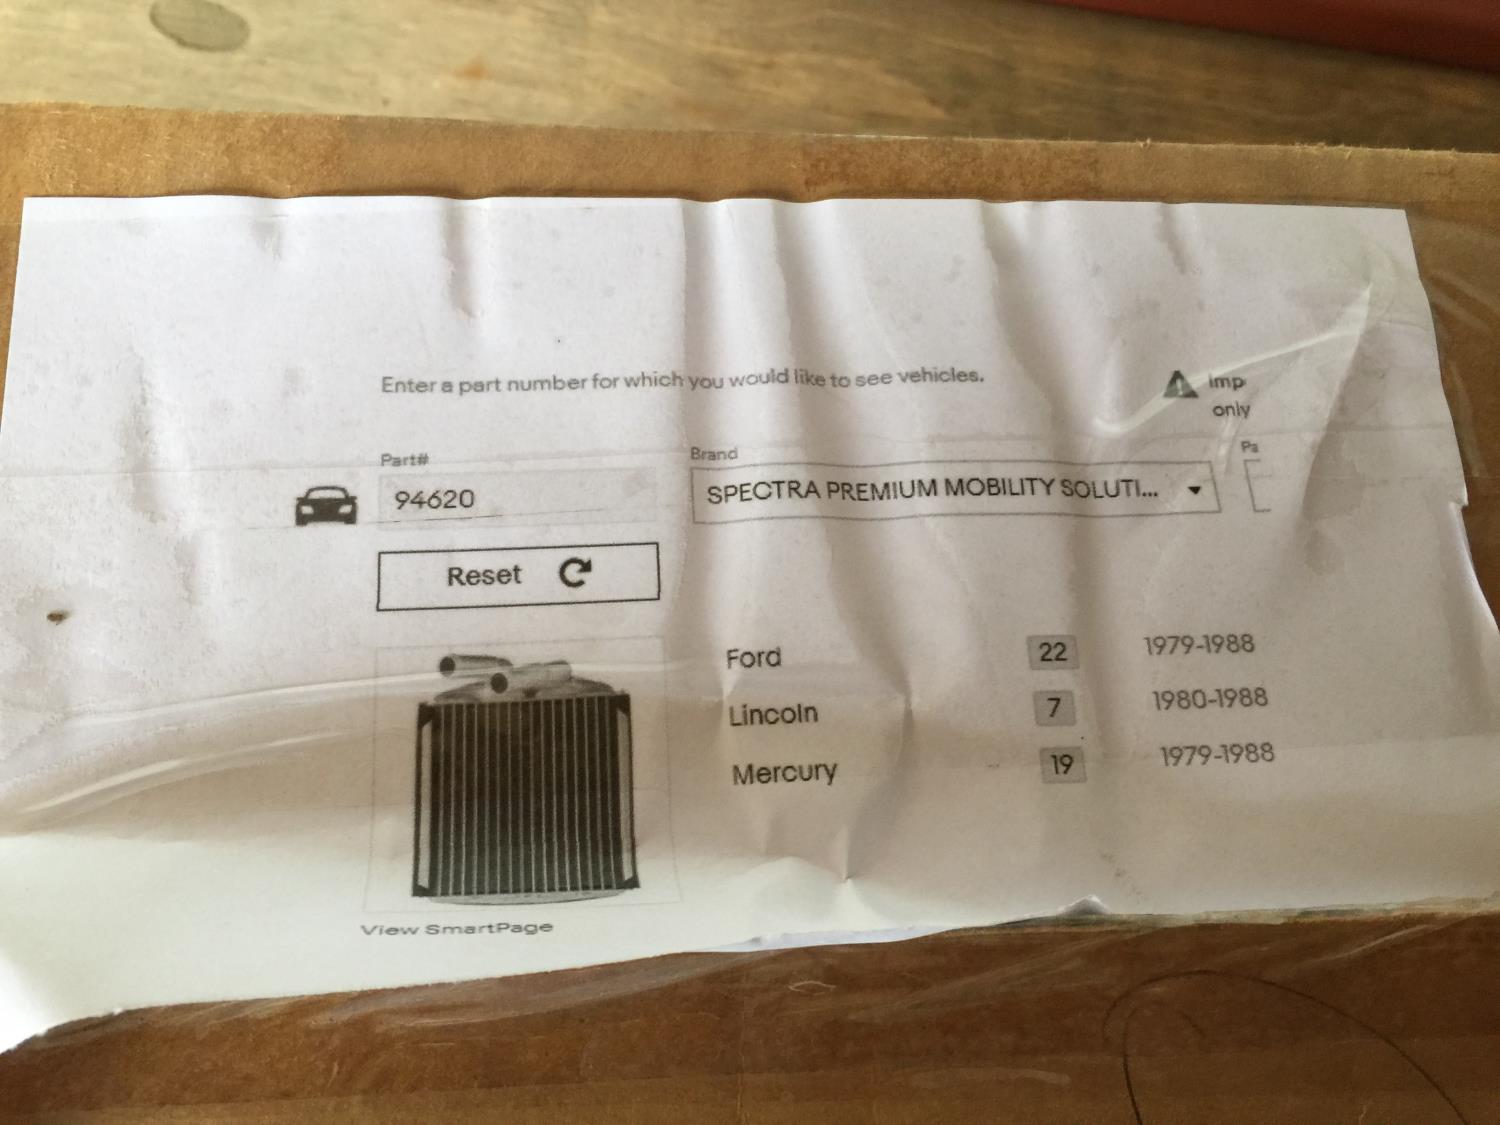 Enter a part number for which you would like to see vehicles.
Imp
only
Part#
Brand
Pa
94620
SPECTRA PREMIUM MOBILITY SOLUTI...
Reset
Ford 22 1979-1988
Lincoln 7 1980-1988
Mercury 19 1979-1988
View SmartPage